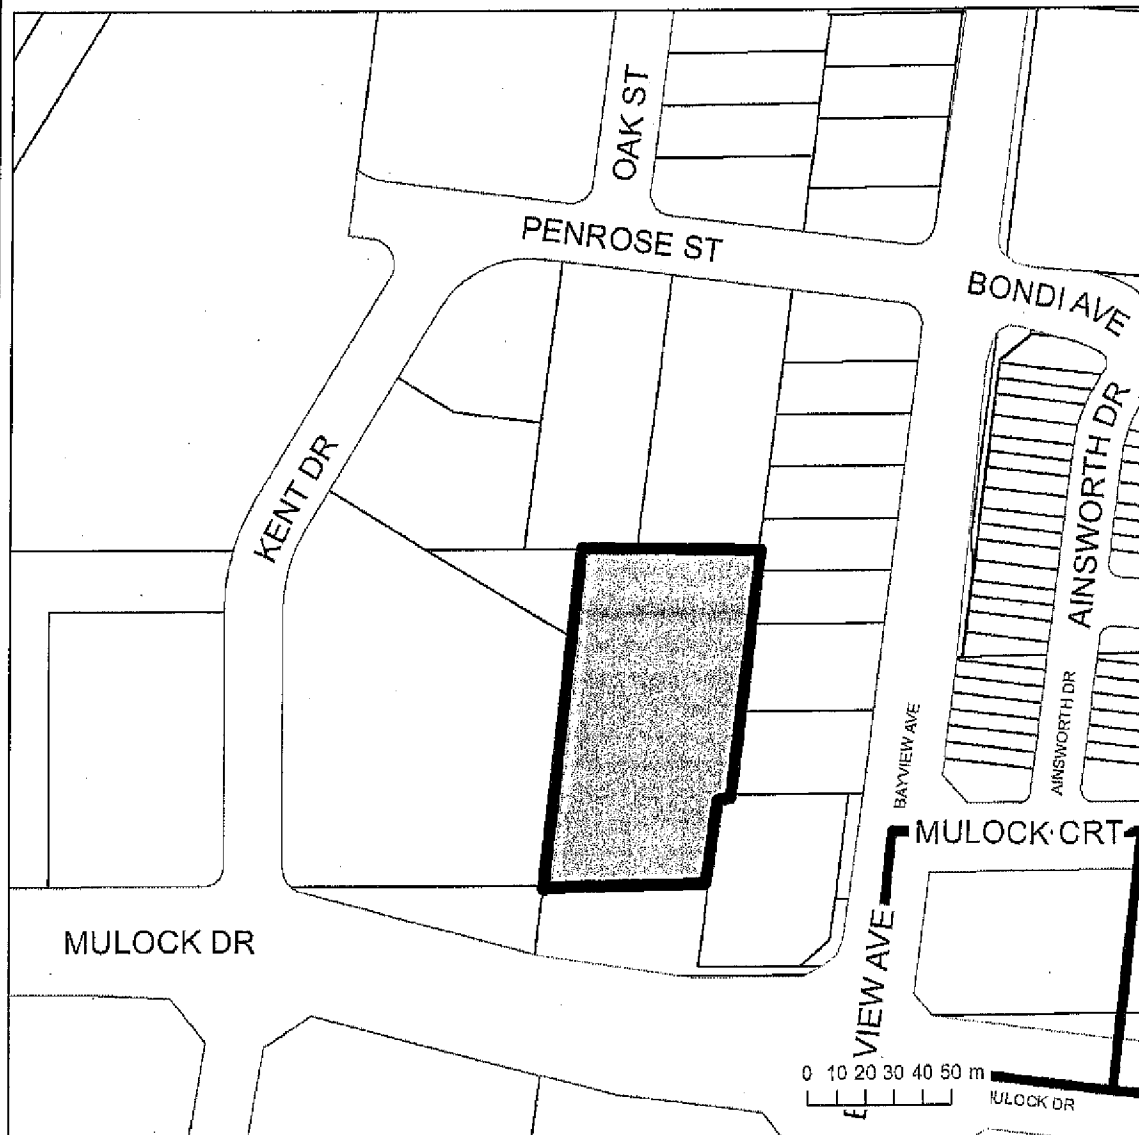 OAK ST
PENROSE ST
BONDI AVE
KENT DR
AINSWORTH DR
AINSWORTH DR
BAYVIEW AVE
MULOCK CRT
MULOCK DR
VIEW AVE
0 10 20 30 40 50 m
ULOCK DR